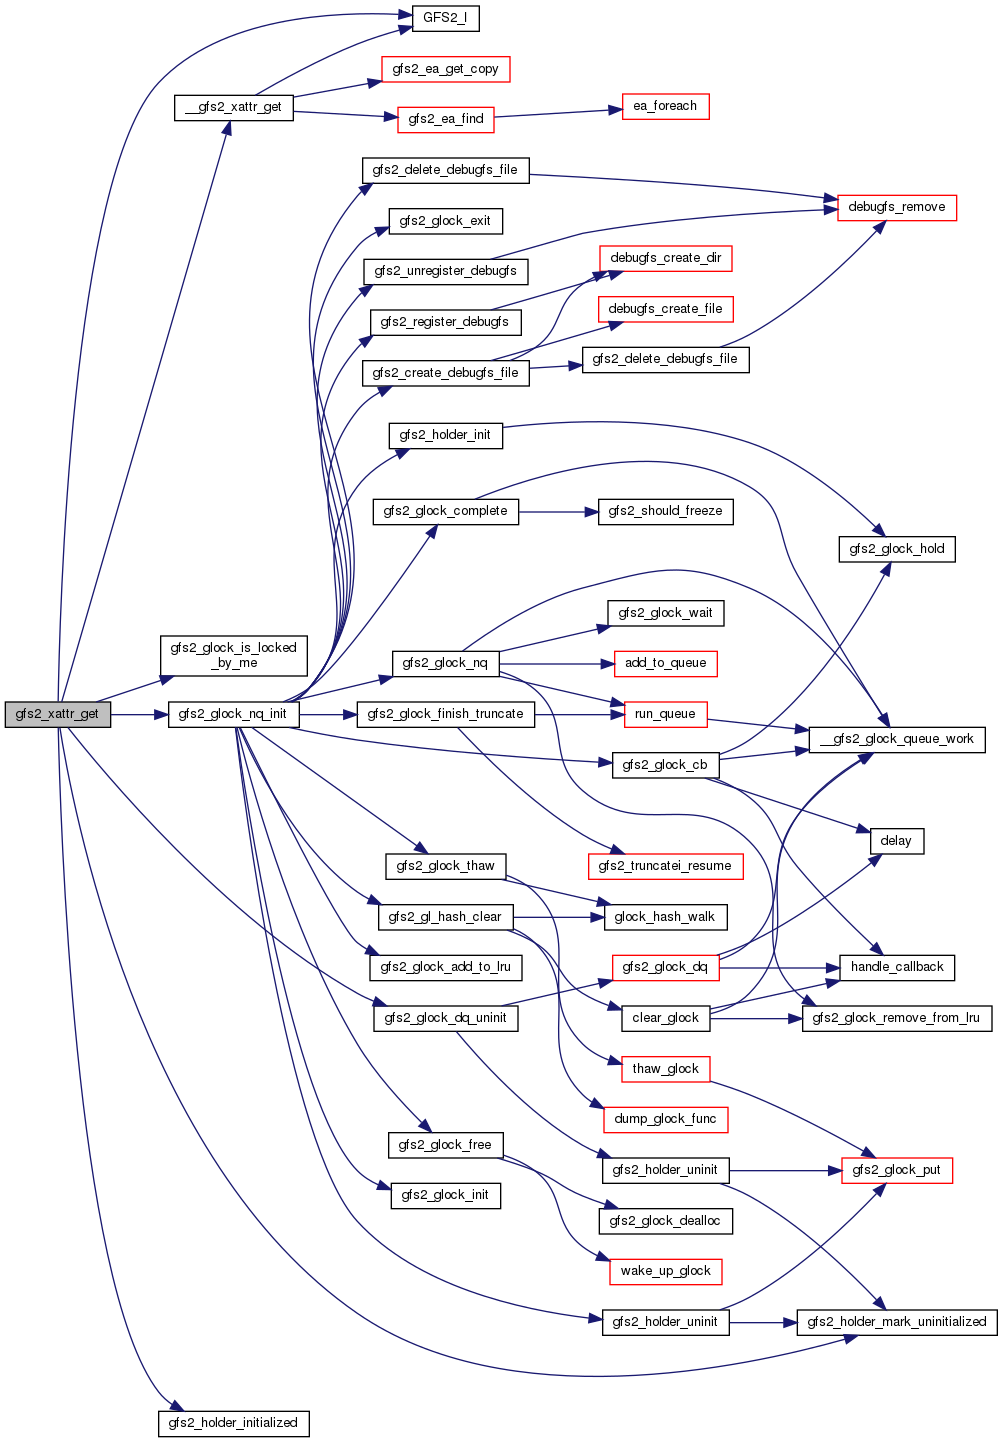 GFS2_I
gfs2_ea_get_copy
__gfs2_xattr_get
ea_foreach
gfs2_ea_find
gfs2_delete_debugfs_file
debugfs_remove
gfs2_glock_exit
debugfs_create_dir
gfs2_unregister_debugfs
debugfs_create_file
gfs2_register_debugfs
gfs2_delete_debugfs_file
gfs2_create_debugfs_file
gfs2_holder_init
gfs2_glock_complete
gfs2_should_freeze
gfs2_glock_hold
gfs2_glock_wait
gfs2_glock_is_locked
_by_me
gfs2_glock_nq
add_to_queue
gfs2_xattr_get
gfs2_glock_nq_init
gfs2_glock_finish_truncate
run_queue
__gfs2_glock_queue_work
gfs2_glock_cb
delay
gfs2_glock_thaw
gfs2_truncatei_resume
gfs2_gl_hash_clear
glock_hash_walk
gfs2_glock_add_to_lru
gfs2_glock_dq
handle_callback
gfs2_glock_dq_uninit
clear_glock
gfs2_glock_remove_from_lru
thaw_glock
dump_glock_func
gfs2_glock_free
gfs2_holder_uninit
gfs2_glock_put
gfs2_glock_init
gfs2_glock_dealloc
wake_up_glock
gfs2_holder_uninit
gfs2_holder_mark_uninitialized
gfs2_holder_initialized